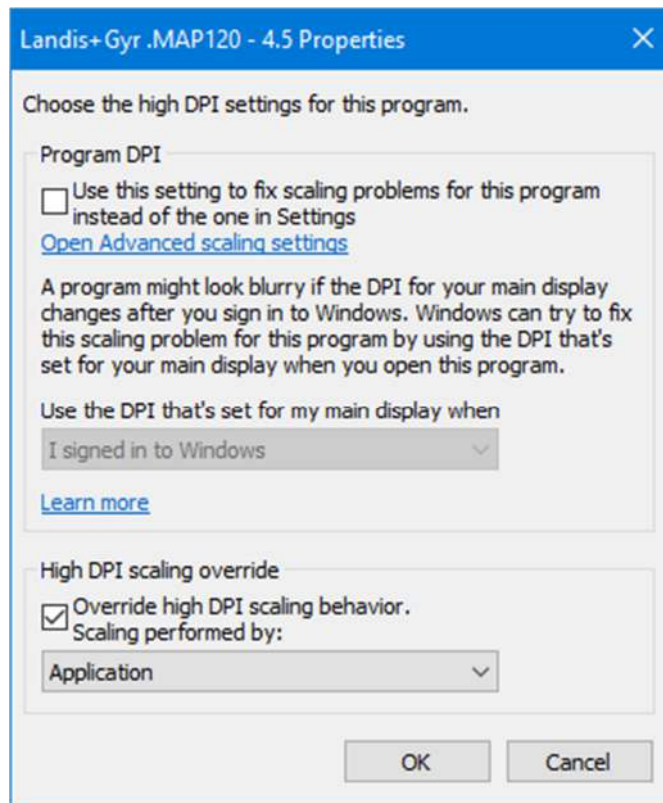 Landis+Gyr .MAP120 - 4.5 Properties
Choose the high DPI settings for this program.
Program DPI
Use this setting to fix scaling problems for this program
instead of the one in Settings
Open Advanced scaling settings
A program might look blurry if the DPI for your main display
changes after you sign in to Windows. Windows can try to fix
this scaling problem for this program by using the DPI that's
set for your main display when you open this program.
Use the DPI that's set for my main display when
I signed in to Windows
Learn more
High DPI scaling override
Override high DPI scaling behavior.
Scaling performed by:
Application
OK
Cancel